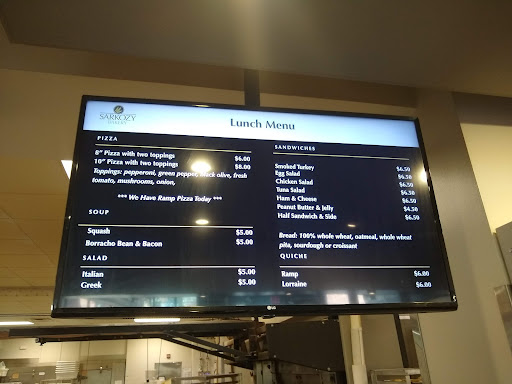 SARKOZY
Lunch Menu
PIZZA
8" Pizza with two toppings $6.00
10" Pizza with two toppings $8.00
Toppings: pepperoni, green pepper, black olive, fresh
tomato, mushrooms, onion,
*** We Have Ramp Pizza Today ***
SOUP
Squash $5.00
Borracho Bean & Bacon $5.00
SALAD
Italian $5.00
Greek $5.00
SANDWICHES
Smoked Turkey $6.50
Egg Salad $6.50
Chicken Salad $6.50
Tuna Salad $6.50
Ham & Cheese $6.50
Peanut Butter & Jelly $4.50
Half Sandwich & Side $6.50
Bread: 100% whole wheat, oatmeal, whole wheat
pita, sourdough or croissant
QUICHE
Ramp $6.00
Lorraine $6.00
LG